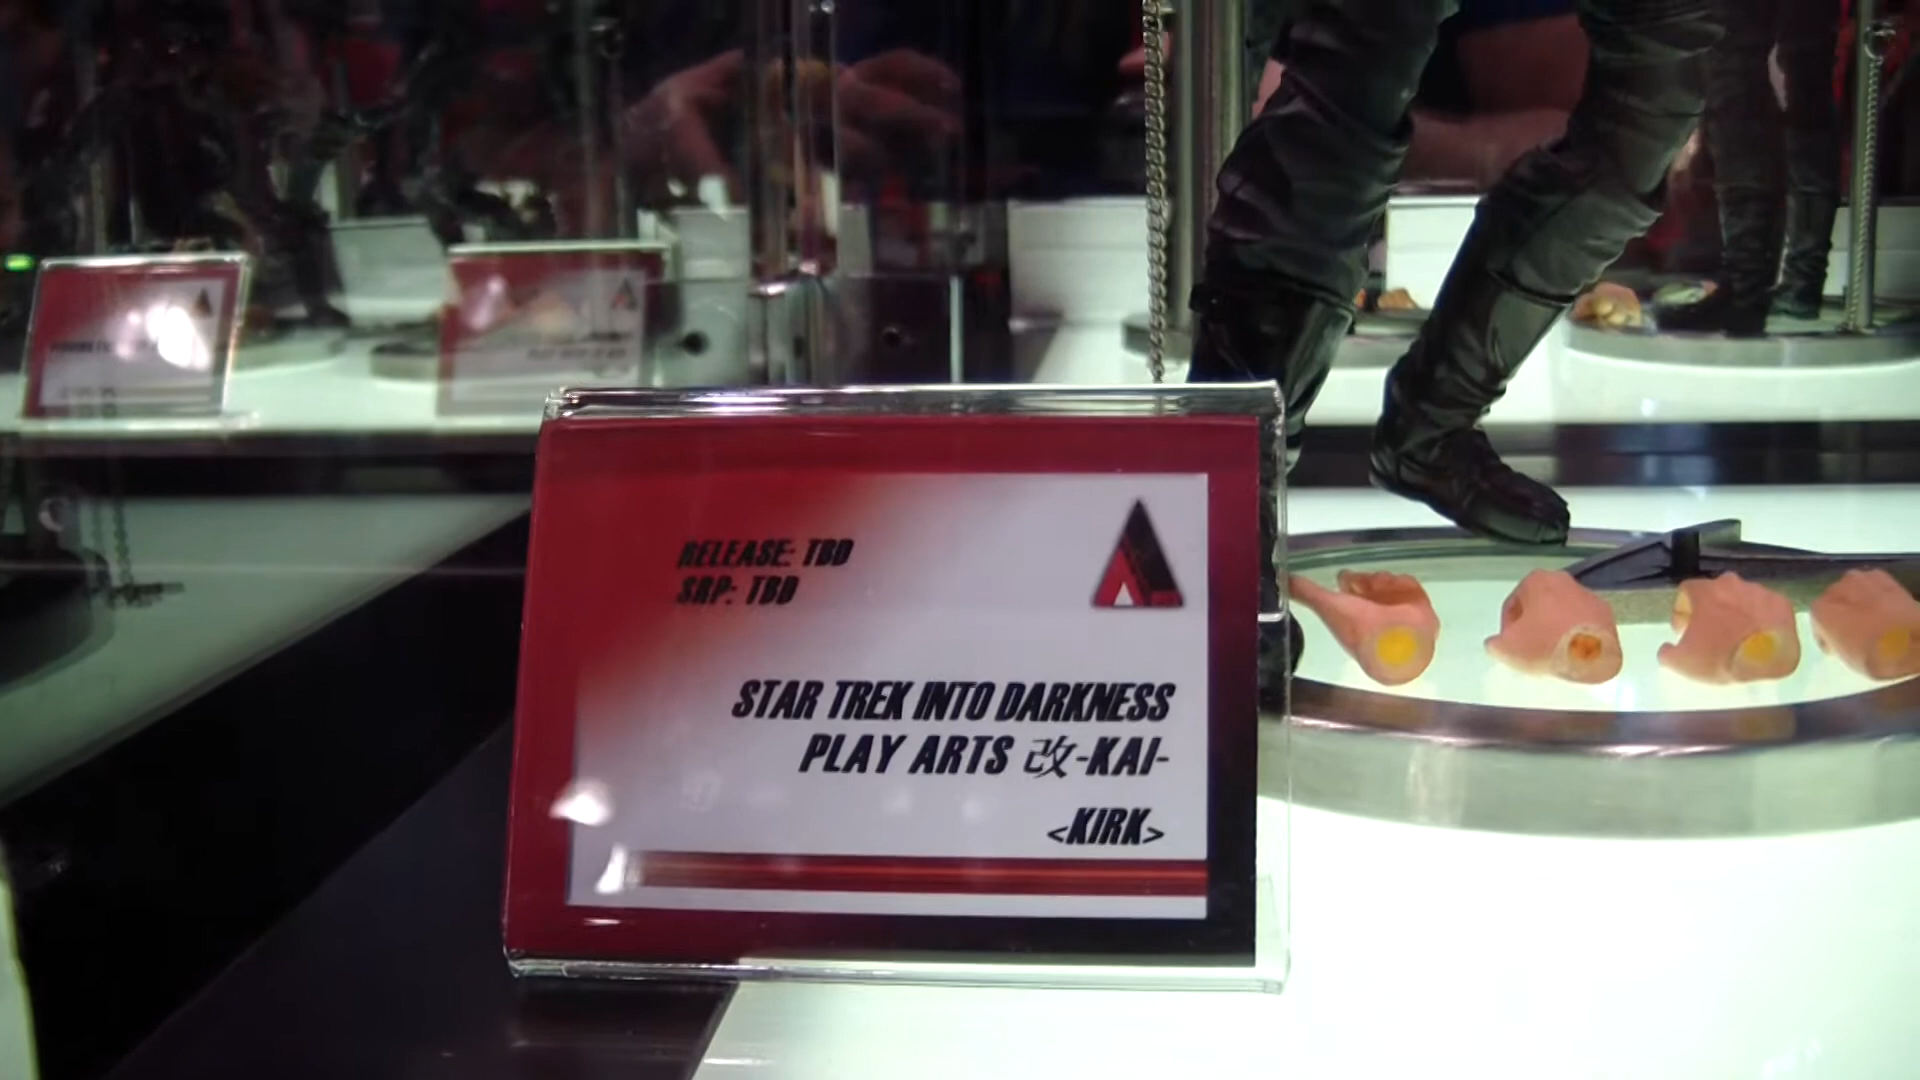 RELEASE: TBD
SRP: TBD
STAR TREK INTO DARKNESS
PLAY ARTS 改-KAI-
<KIRK>